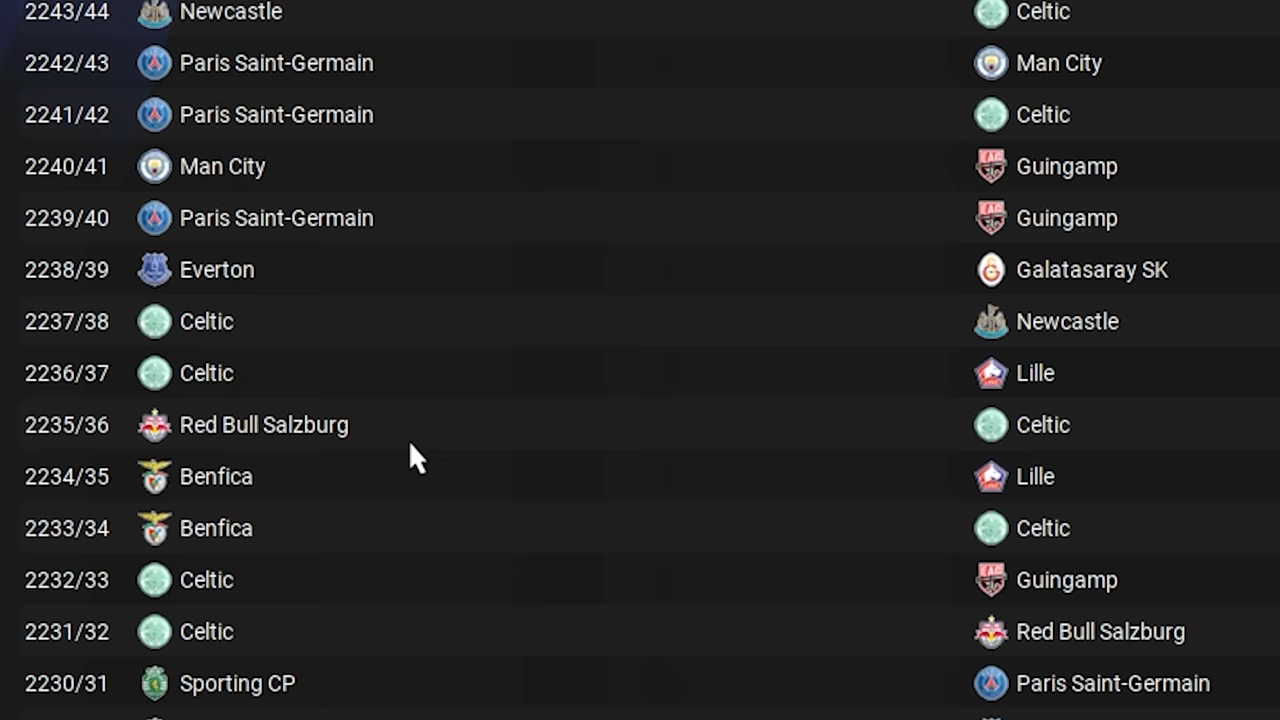 2243/44 Newcastle Celtic
2242/43 Paris Saint-Germain Man City
2241/42 Paris Saint-Germain Celtic
2240/41 Man City Guingamp
2239/40 Paris Saint-Germain Guingamp
2238/39 Everton Galatasaray SK
2237/38 Celtic Newcastle
2236/37 Celtic Lille
2235/36 Red Bull Salzburg Celtic
2234/35 Benfica Lille
2233/34 Benfica Celtic
2232/33 Celtic Guingamp
2231/32 Celtic Red Bull Salzburg
2230/31 Sporting CP Paris Saint-Germain